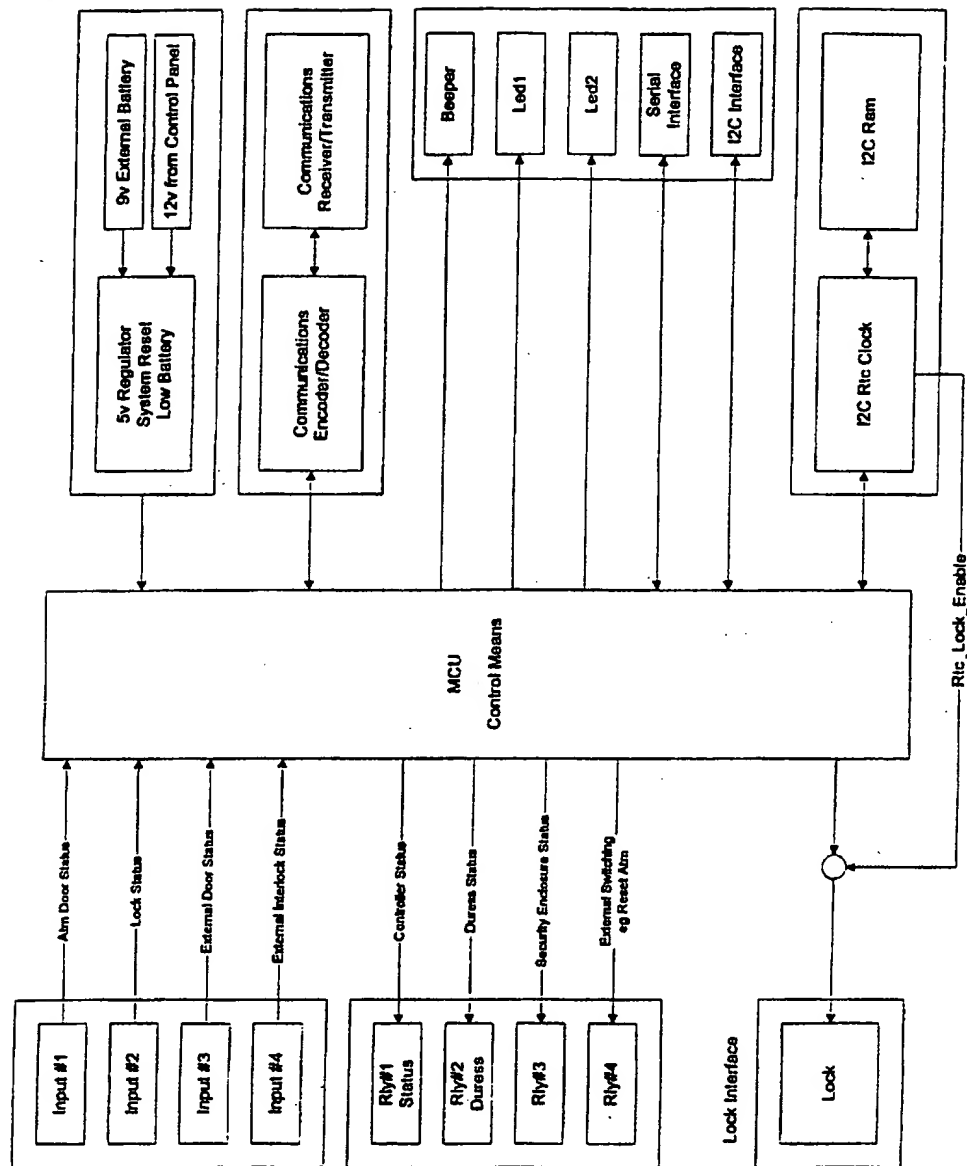 9v External Battery
12v from Control Panel
5v Regulator
System Reset
Low Battery
Communications
Receiver/Transmitter
Communications
Encoder/Decoder
Beeper
Led1
Led2
Serial
Interface
I2C Interface
I2C Ram
I2C Rtc Clock
Rtc_Lock_Enable
MCU
Control Means
Atm Door Status
Lock Status
External Door Status
External Interlock Status
Controller Status
Duress Status
Security Enclosure Status
External Switching
eg Reset Atm
Input #1
Input #2
Input #3
Input #4
Rly#1
Status
Rly#2
Duress
Rly#3
Rly#4
Lock Interface
Lock